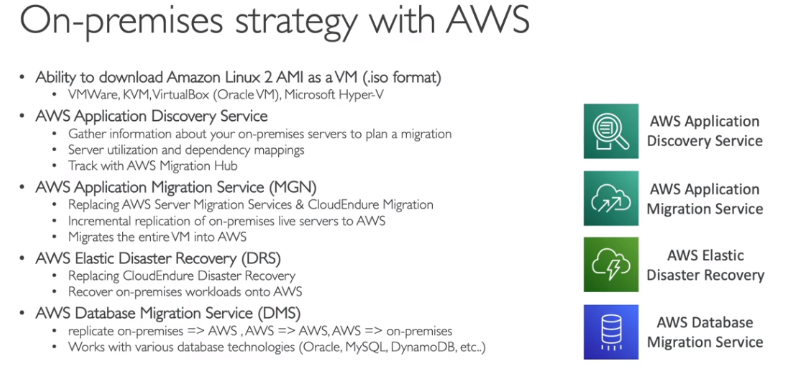 On-premises strategy with AWS
• Ability to download Amazon Linux 2 AMI as a VM (.iso format)
• VMWare, KVM, VirtualBox (Oracle VM), Microsoft Hyper-V
• AWS Application Discovery Service
• Gather information about your on-premises servers to plan a migration
• Server utilization and dependency mappings
• Track with AWS Migration Hub
• AWS Application Migration Service (MGN)
• Replacing AWS Server Migration Services & CloudEndure Migration
• Incremental replication of on-premises live servers to AWS
• Migrates the entire VM into AWS
• AWS Elastic Disaster Recovery (DRS)
• Replacing CloudEndure Disaster Recovery
• Recover on-premises workloads onto AWS
• AWS Database Migration Service (DMS)
• replicate on-premises => AWS , AWS => AWS, AWS => on-premises
• Works with various database technologies (Oracle, MySQL, DynamoDB, etc..)
AWS Application
Discovery Service
AWS Application
Migration Service
AWS Elastic
Disaster Recovery
AWS Database
Migration Service